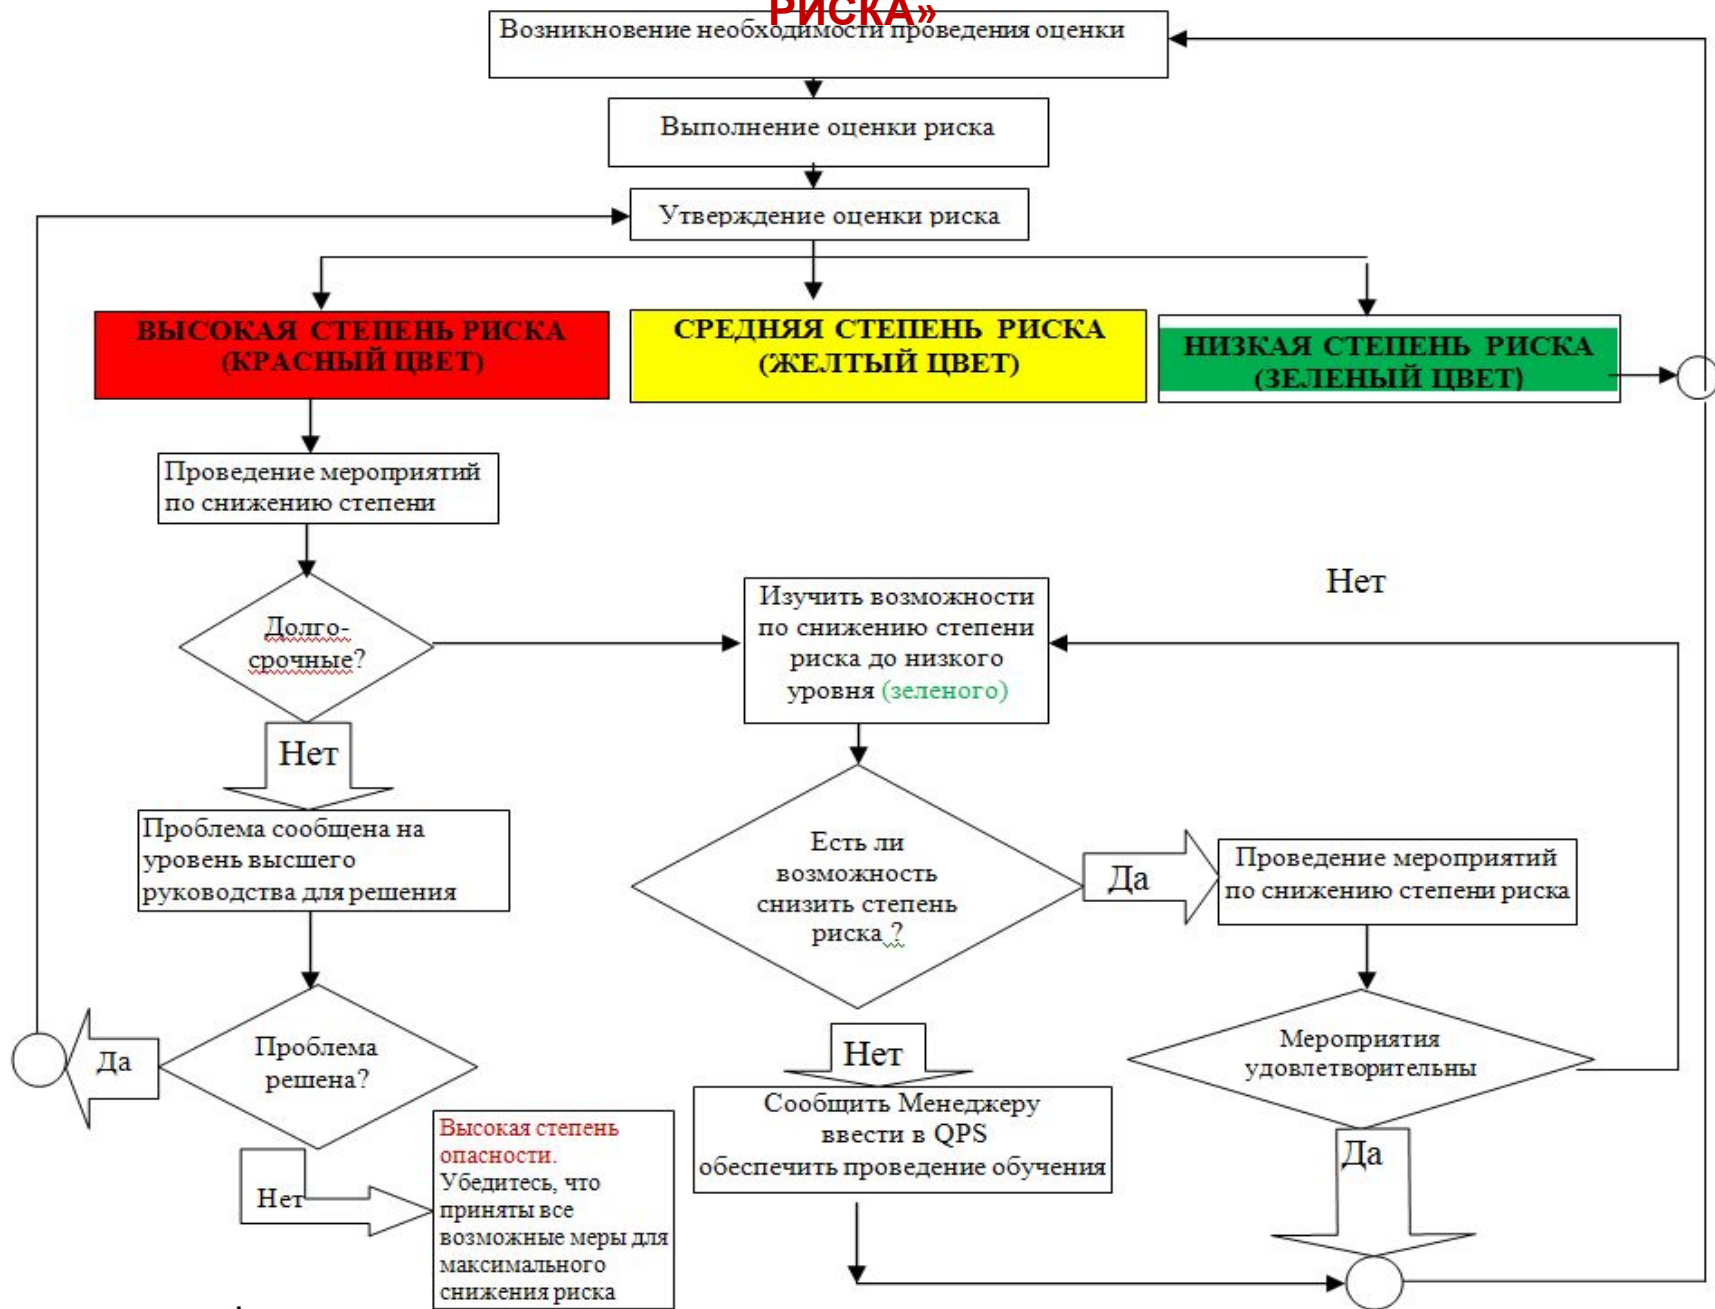 РИСКА»
Возникновение необходимости проведения оценки
Выполнение оценки риска
Утверждение оценки риска
ВЫСОКАЯ СТЕПЕНЬ РИСКА
(КРАСНЫЙ ЦВЕТ)
СРЕДНЯЯ СТЕПЕНЬ РИСКА
(ЖЕЛТЫЙ ЦВЕТ)
НИЗКАЯ СТЕПЕНЬ РИСКА
(ЗЕЛЕНЫЙ ЦВЕТ)
Проведение мероприятий
по снижению степени
Долго-
срочные?
Изучить возможности
по снижению степени
риска до низкого
уровня (зеленого)
Нет
Нет
Проблема сообщена на
уровень высшего
руководства для решения
Есть ли
возможность
снизить степень
риска ?
Да
Проведение мероприятий
по снижению степени риска
Проблема
решена?
Да
Нет
Мероприятия
удовлетворительны
Нет
Высокая степень
опасности.
Убедитесь, что
приняты все
возможные меры для
максимального
снижения риска
Сообщить Менеджеру
ввести в QPS
обеспечить проведение обучения
Да